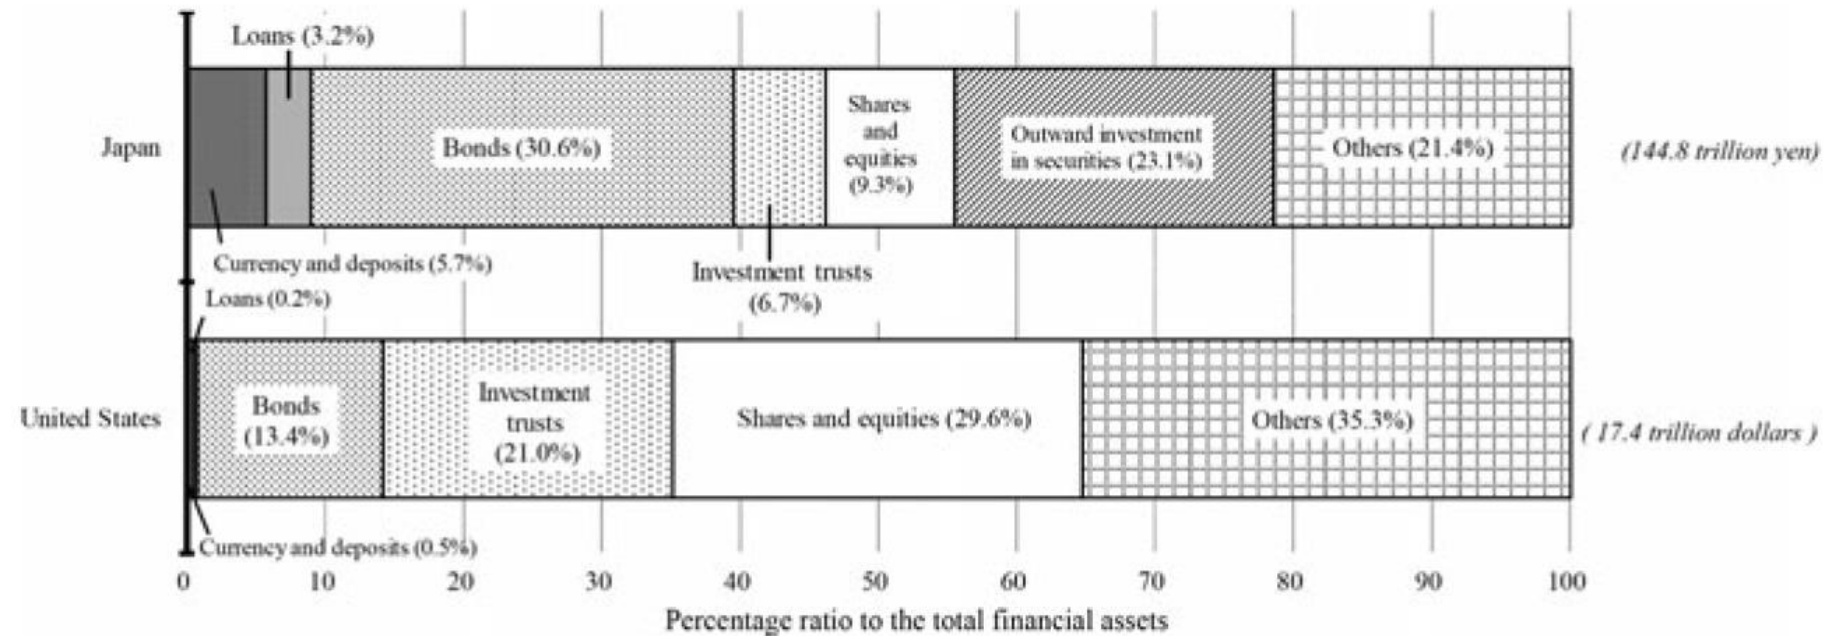 Loans (3.2%)
Japan
Bonds (30.6%)
Shares
and
equities
(9.3%)
Outward investment
in securities (23.1%)
Others (21.4%)
(144.8 trillion yen)
Currency and deposits (5.7%)
Investment trusts
(6.7%)
Loans (0.2%)
United States
Bonds
(13.4%)
Investment
trusts
(21.0%)
Shares and equities (29.6%)
Others (35.3%)
( 17.4 trillion dollars )
Currency and deposits (0.5%)
0 10 20 30 40 50 60 70 80 90 100
Percentage ratio to the total financial assets